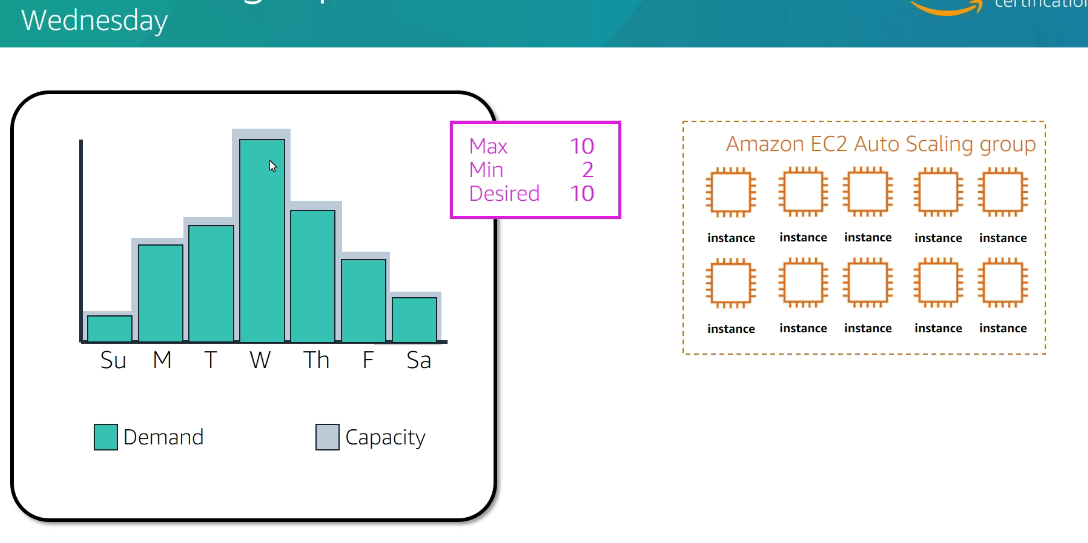 Wednesday
certification
Max 10
Min 2
Desired 10
Amazon EC2 Auto Scaling group
instance instance instance instance instance
instance instance instance instance instance
Su M T W Th F Sa
Demand Capacity